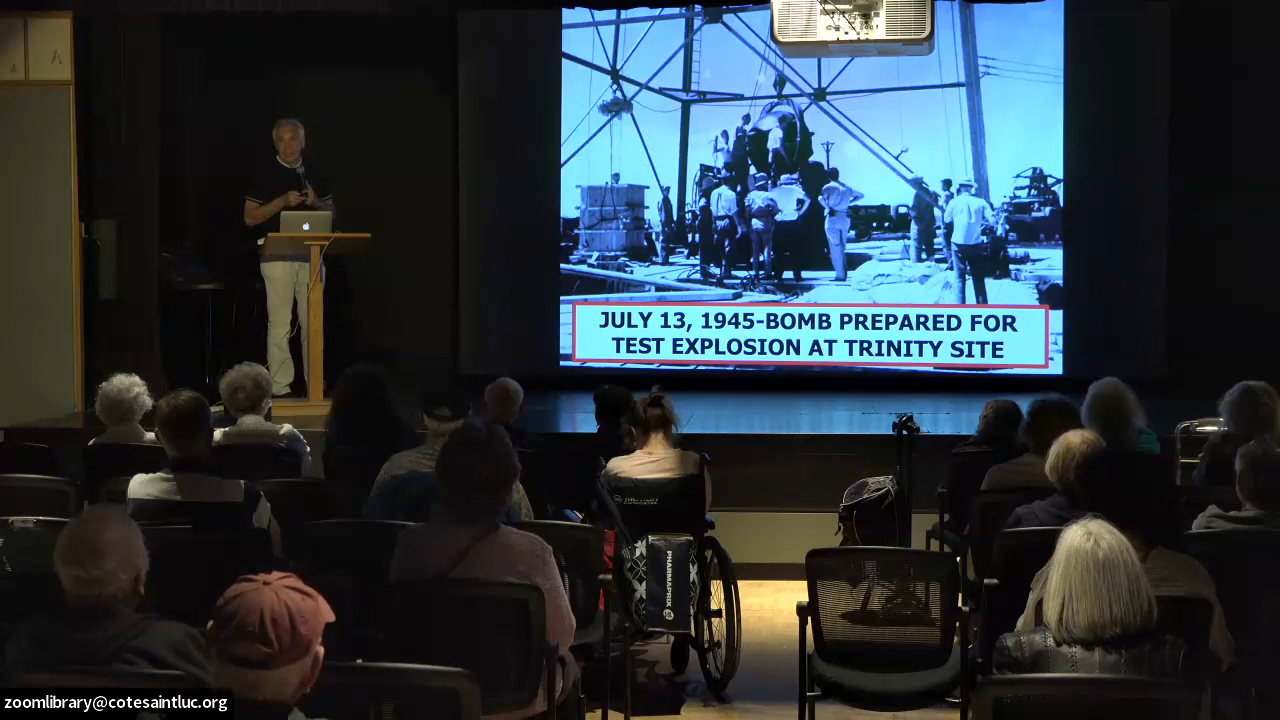 JULY 13, 1945-BOMB PREPARED FOR
TEST EXPLOSION AT TRINITY SITE
PHARMAPRIX
zoomlibrary@cotesaintluc.org